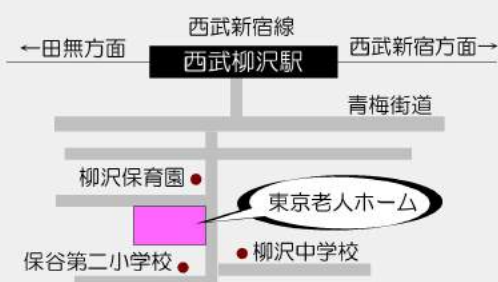 西武新宿線
←田無方面
西武柳沢駅
西武新宿方面→
青梅街道
柳沢保育園
東京老人ホーム
柳沢中学校
保谷第二小学校